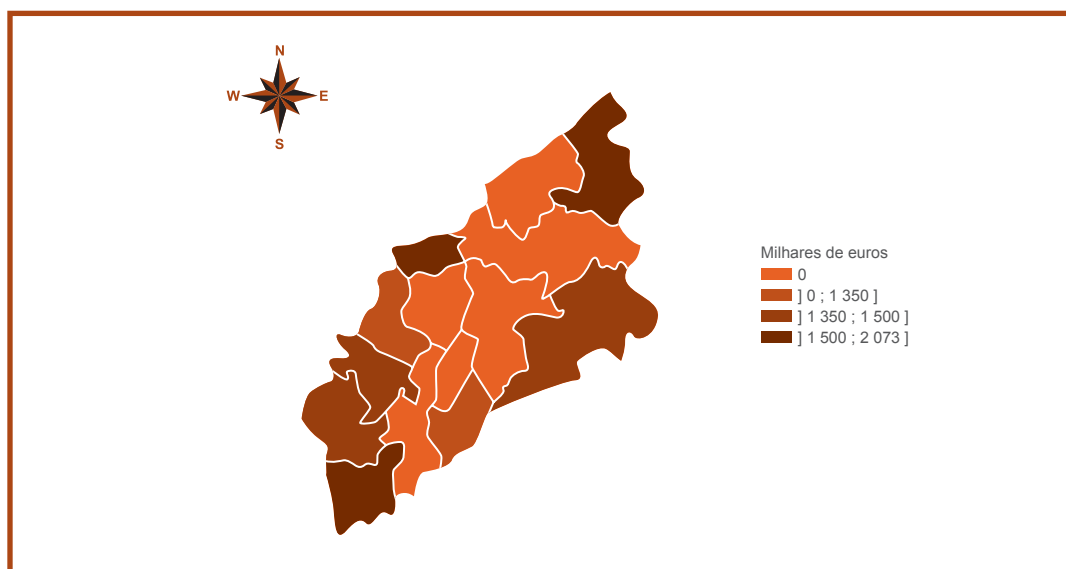 N
W E
S
Milhares de euros
0
] 0 ; 1 350 ]
] 1 350 ; 1 500 ]
] 1 500 ; 2 073 ]